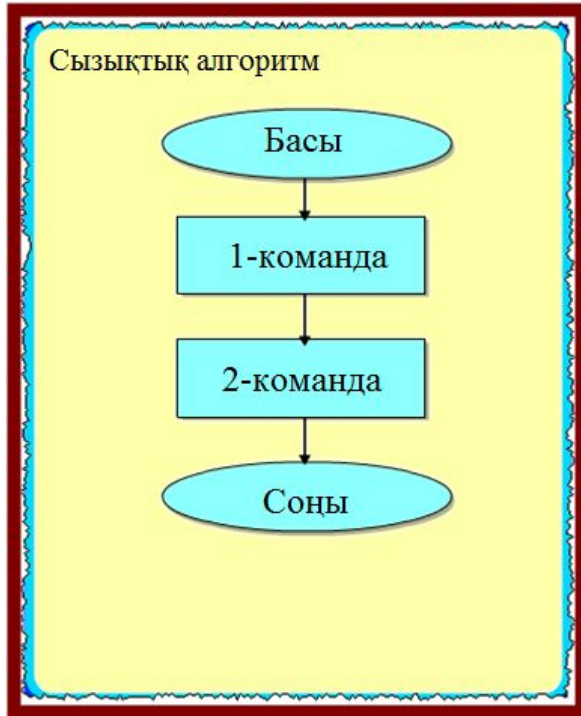 Сызықтық алгоритм
Басы
1-команда
2-команда
Соңы